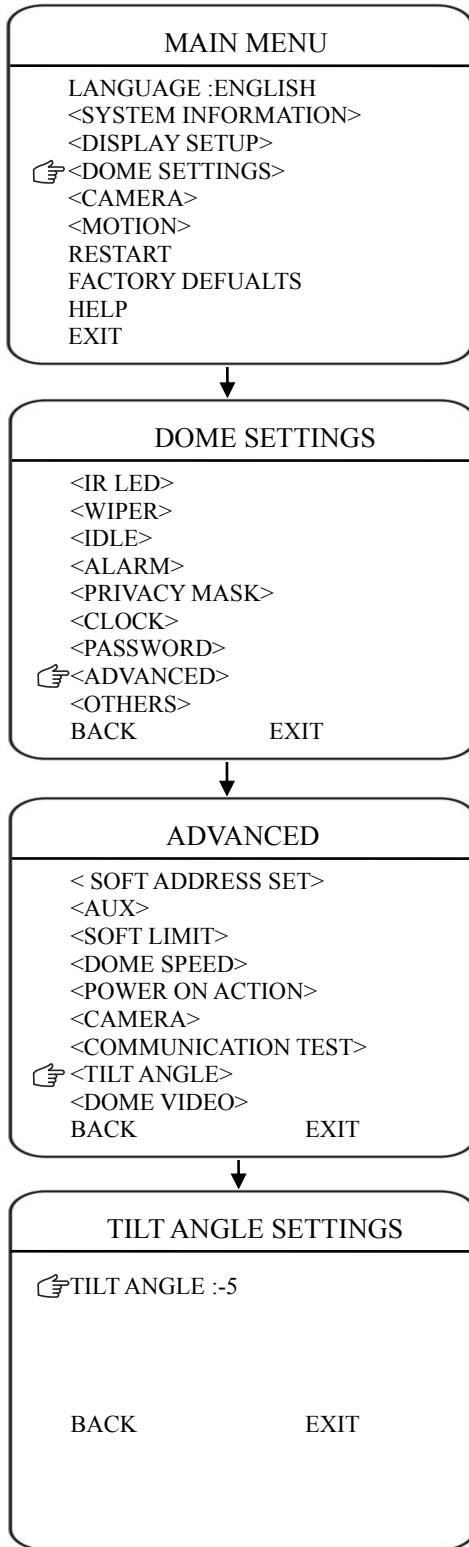 MAIN MENU
LANGUAGE :ENGLISH
<SYSTEM INFORMATION>
<DISPLAY SETUP>
<DOME SETTINGS>
<CAMERA>
<MOTION>
RESTART
FACTORY DEFUALTS
HELP
EXIT
DOME SETTINGS
<IR LED>
<WIPER>
<IDLE>
<ALARM>
<PRIVACY MASK>
<CLOCK>
<PASSWORD>
<ADVANCED>
<OTHERS>
BACK EXIT
ADVANCED
< SOFT ADDRESS SET>
<AUX>
<SOFT LIMIT>
<DOME SPEED>
<POWER ON ACTION>
<CAMERA>
<COMMUNICATION TEST>
<TILT ANGLE>
<DOME VIDEO>
BACK EXIT
TILT ANGLE SETTINGS
TILT ANGLE :-5
BACK EXIT